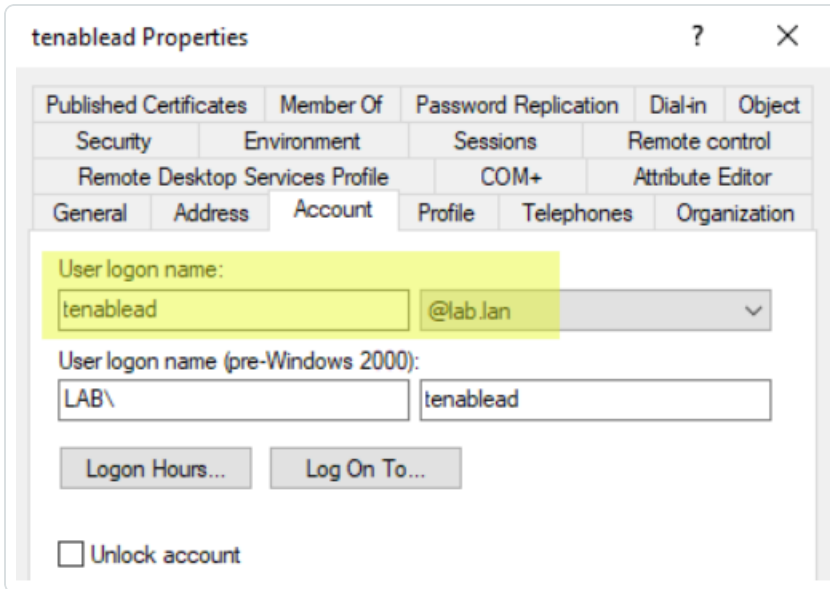 tenablead Properties ? ×
Published Certificates Member Of Password Replication Dial-in Object
Security Environment Sessions Remote control
Remote Desktop Services Profile COM+ Attribute Editor
General Address Account Profile Telephones Organization
User logon name:
tenablead @lab.lan
User logon name (pre-Windows 2000):
LAB\ tenablead
Logon Hours... Log On To...
Unlock account